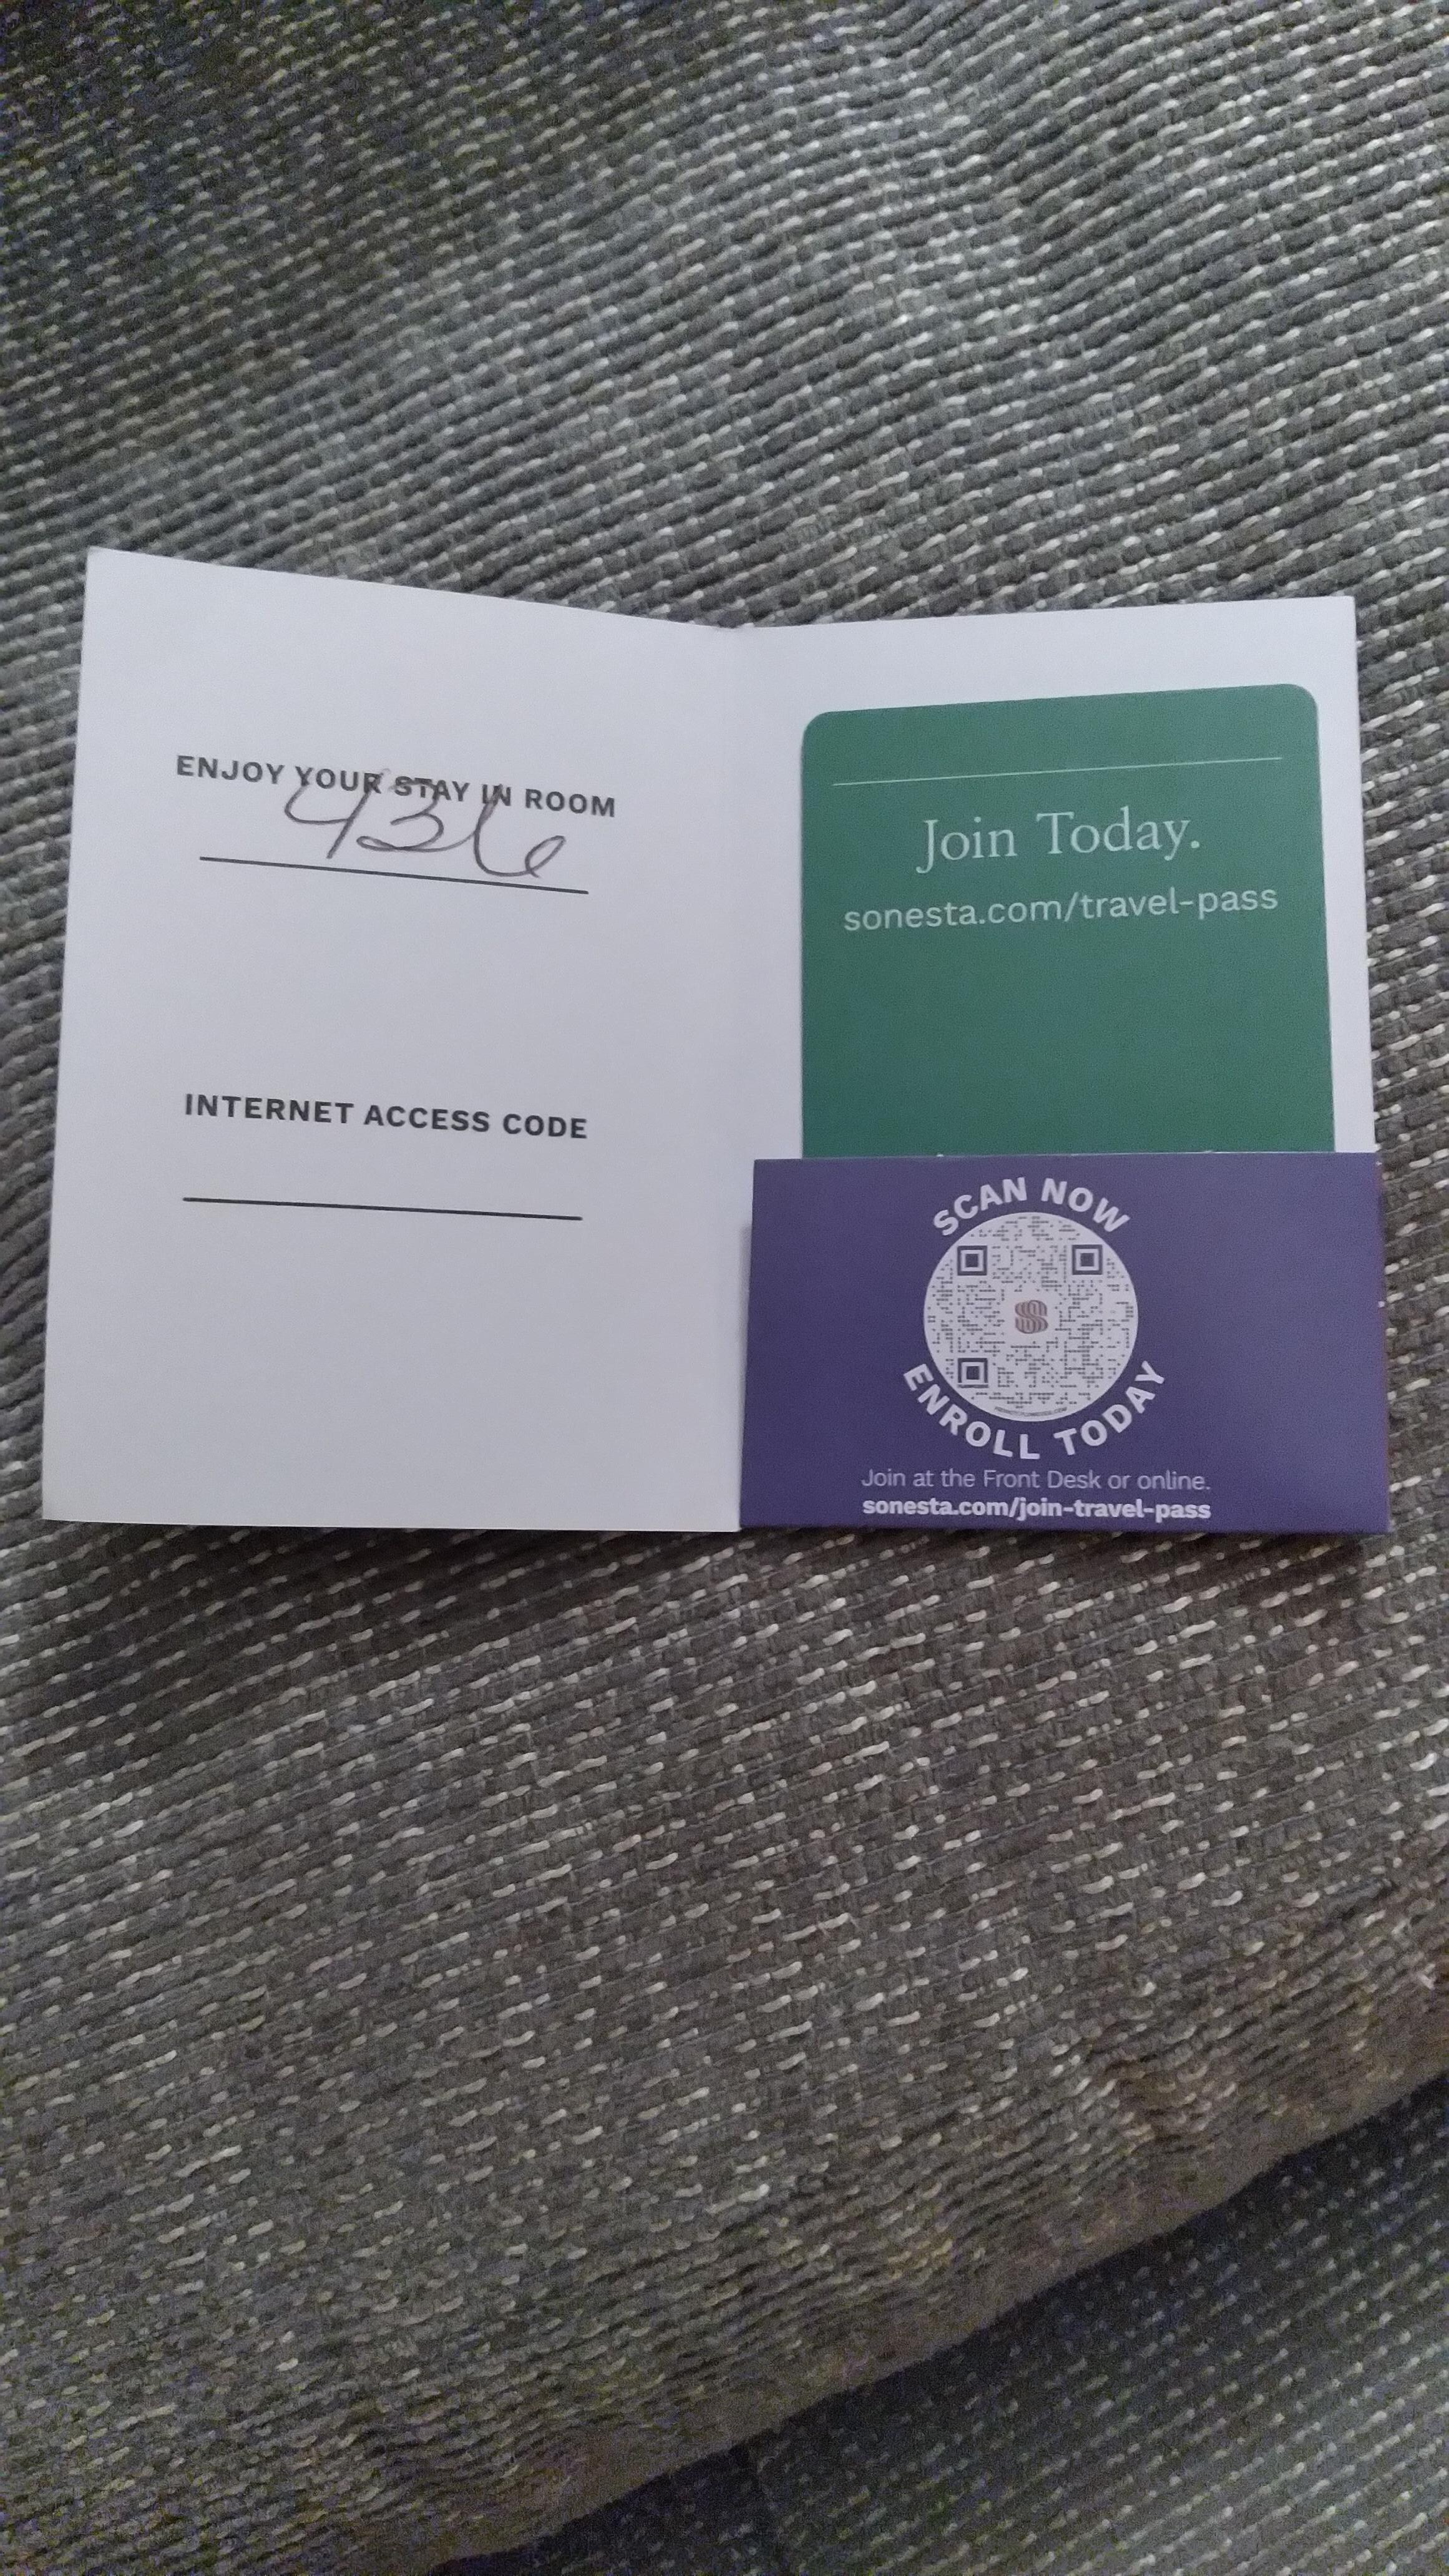 ENJOY YOUR STAY IN ROOM
436
INTERNET ACCESS CODE
Join Today.
sonesta.com/travel-pass
SCAN NOW
ENROLL TODAY
Join at the Front Desk or online.
sonesta.com/join-travel-pass